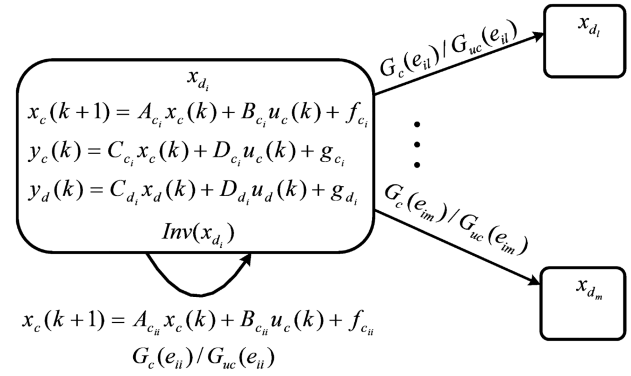 x_{d_i}
x_c(k+1) = A_{c_i} x_c(k) + B_{c_i} u_c(k) + f_{c_i}
y_c(k) = C_{c_i} x_c(k) + D_{c_i} u_c(k) + g_{c_i}
y_d(k) = C_{d_i} x_d(k) + D_{d_i} u_d(k) + g_{d_i}
Inv(x_{d_i})
G_c(e_{il}) / G_{uc}(e_{il})
x_{d_l}
G_c(e_{im}) / G_{uc}(e_{im})
x_{d_m}
x_c(k+1) = A_{c_{ii}} x_c(k) + B_{c_{ii}} u_c(k) + f_{c_{ii}}
G_c(e_{ii}) / G_{uc}(e_{ii})